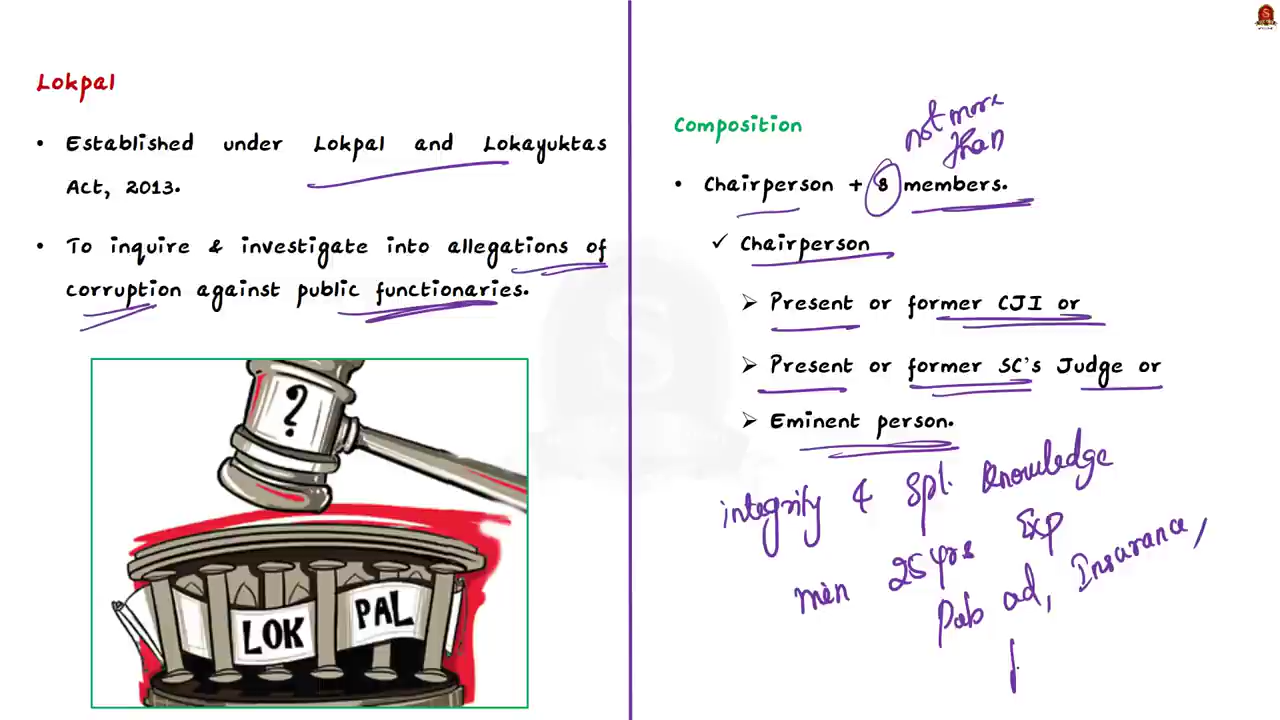 Lokpal
• Established under Lokpal and Lokayuktas
Act, 2013.
• To inquire & investigate into allegations of
corruption against public functionaries.
?
LOK PAL
Composition
not more
than
• Chairperson + 8 members.
✓ Chairperson
➢ Present or former CJI or
➢ Present or former SC's Judge or
➢ Eminent person.
integrity & Spl. Knowledge
min 25 yrs Exp
Pub ad, Insurance,